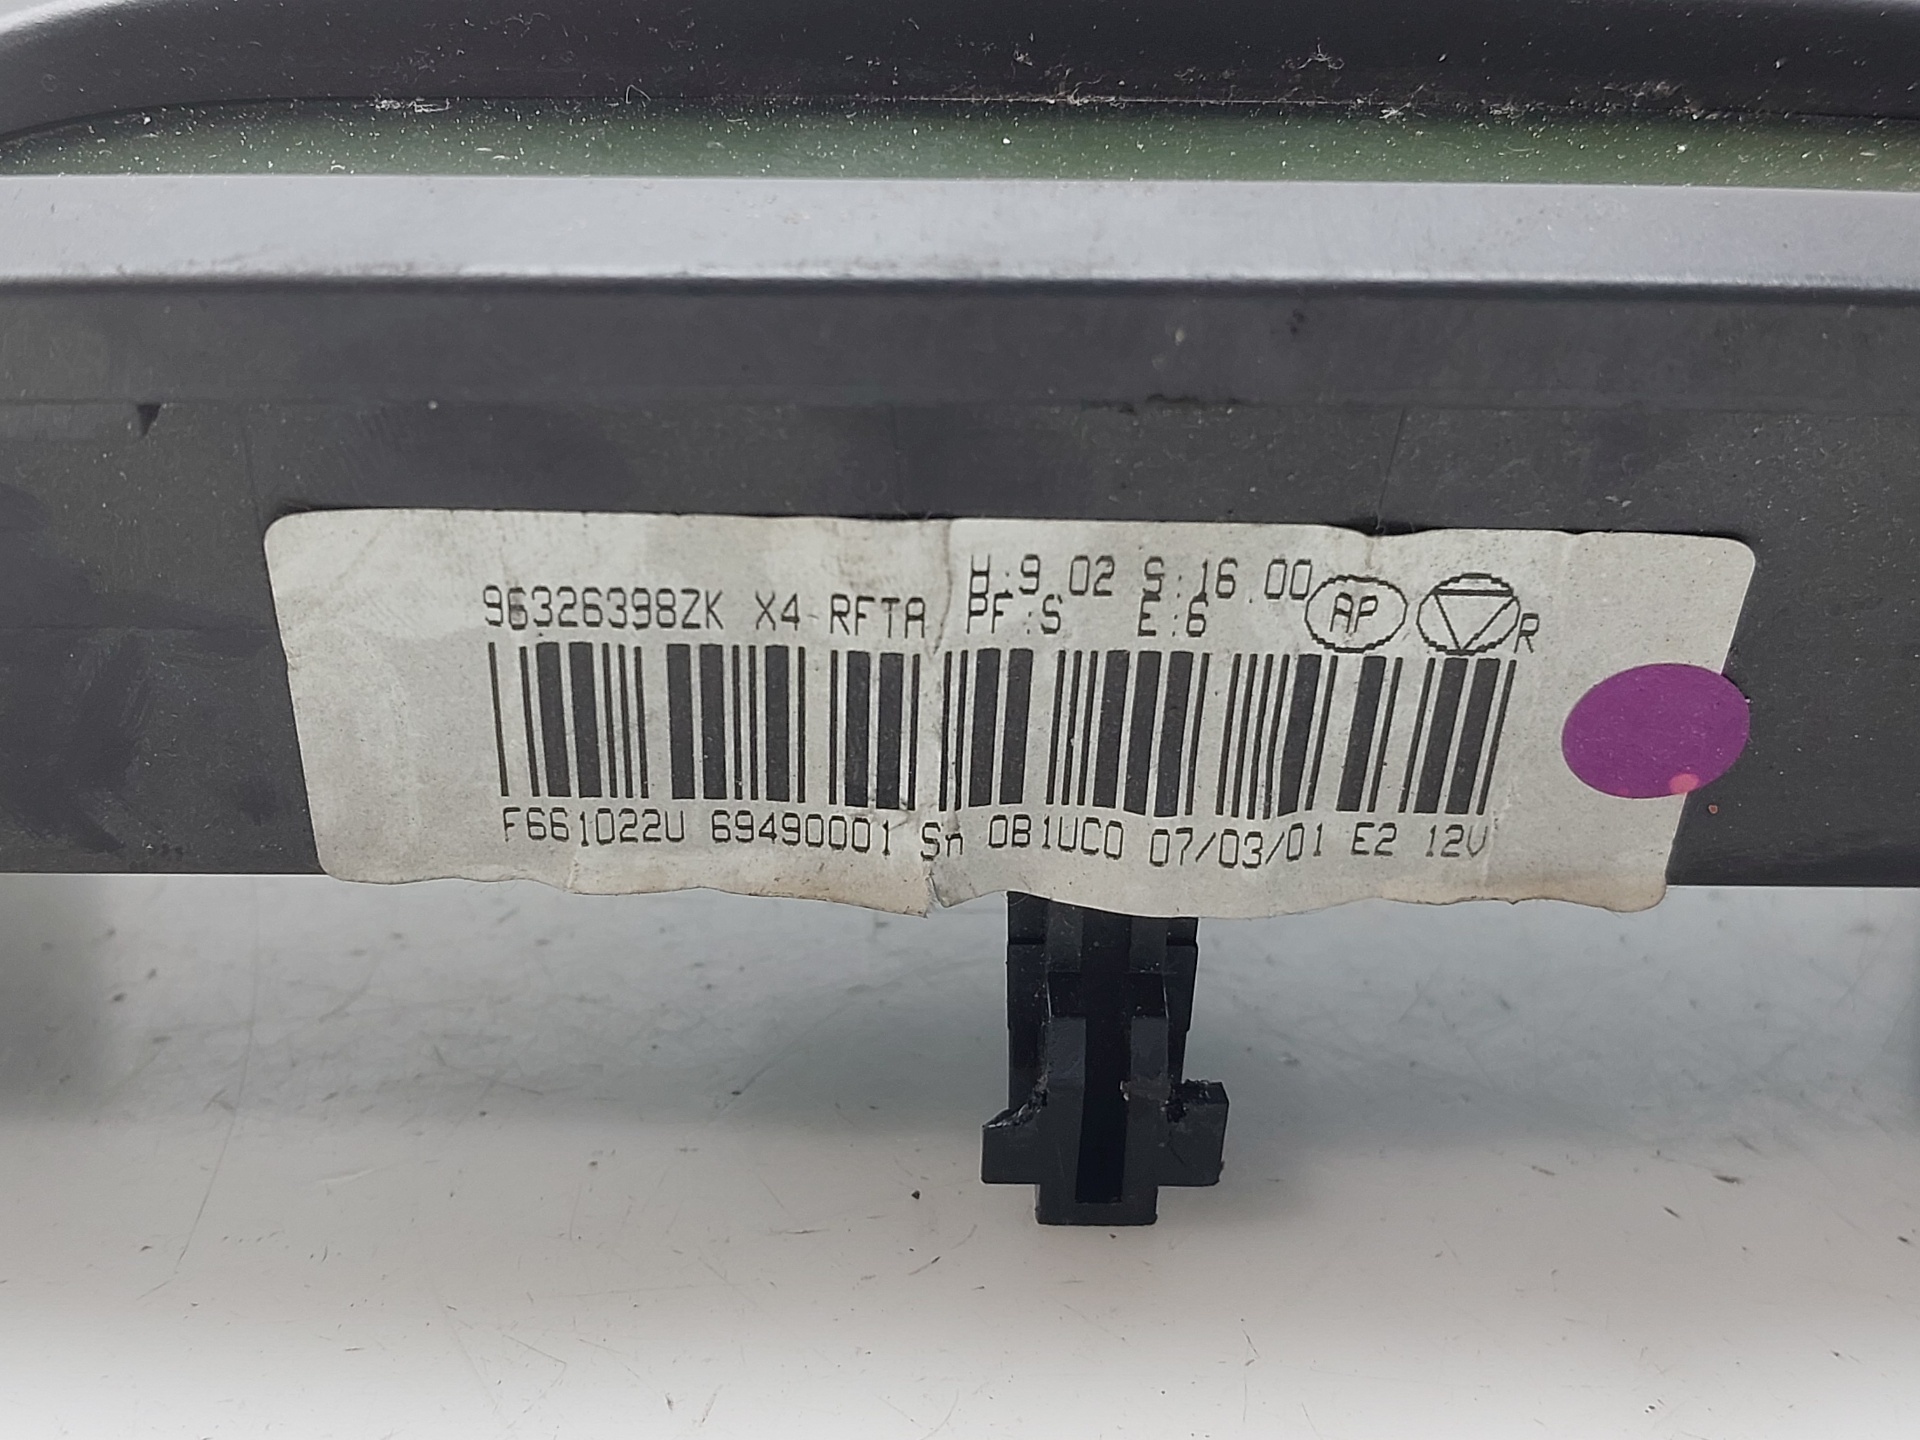 H:9.02 S:16.00
96326398ZK X4-RFTA PF:S E:6 AP R
F661022U 69490001 Sn 0B1UC0 07/03/01 E2 12V